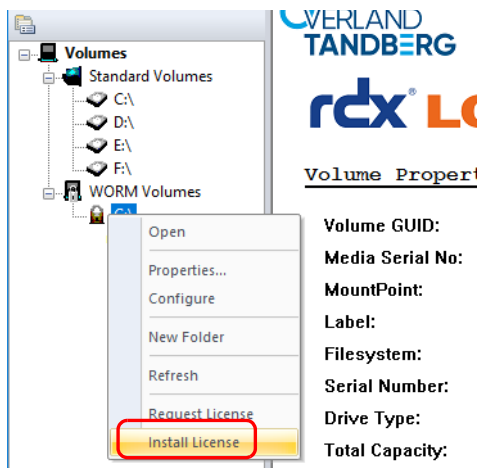 OVERLAND
TANDBERG
rdx® LO
Volumes
Standard Volumes
C:\
D:\
E:\
F:\
WORM Volumes
G:\
Open
Properties...
Configure
New Folder
Refresh
Request License
Install License
Volume Propert
Volume GUID:
Media Serial No:
MountPoint:
Label:
Filesystem:
Serial Number:
Drive Type:
Total Capacity: